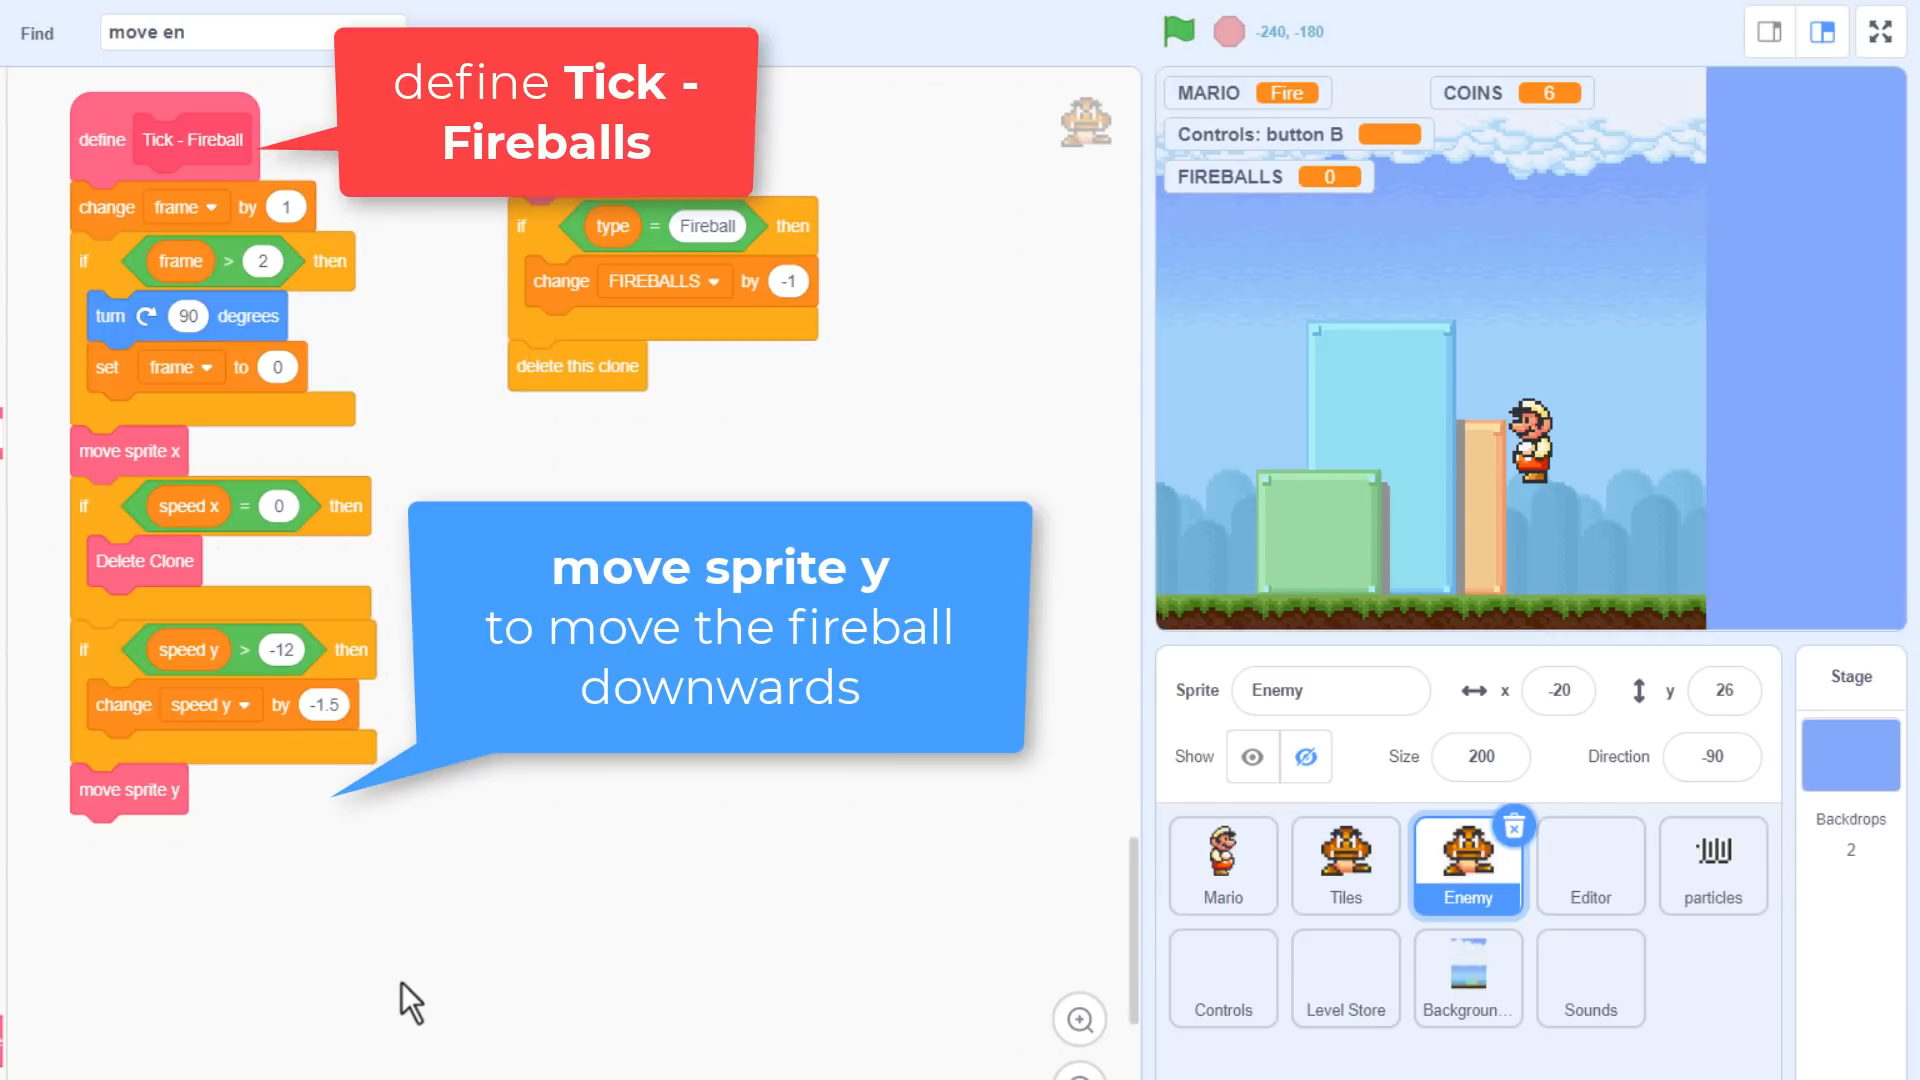 Find
move en
define Tick - Fireball
change frame by 1
if frame > 2 then
turn 90 degrees
set frame to 0
move sprite x
if speed x = 0 then
Delete Clone
if speed y > -12 then
change speed y by -1.5
move sprite y
define Tick -
Fireballs
if type = Fireball then
change FIREBALLS by -1
delete this clone
move sprite y
to move the fireball
downwards
-240, -180
MARIO Fire
COINS 6
Controls: button B
FIREBALLS 0
Sprite Enemy x -20 y 26
Show Size 200 Direction -90
Mario
Tiles
Enemy
Editor
particles
Controls
Level Store
Backgroun...
Sounds
Stage
Backdrops
2